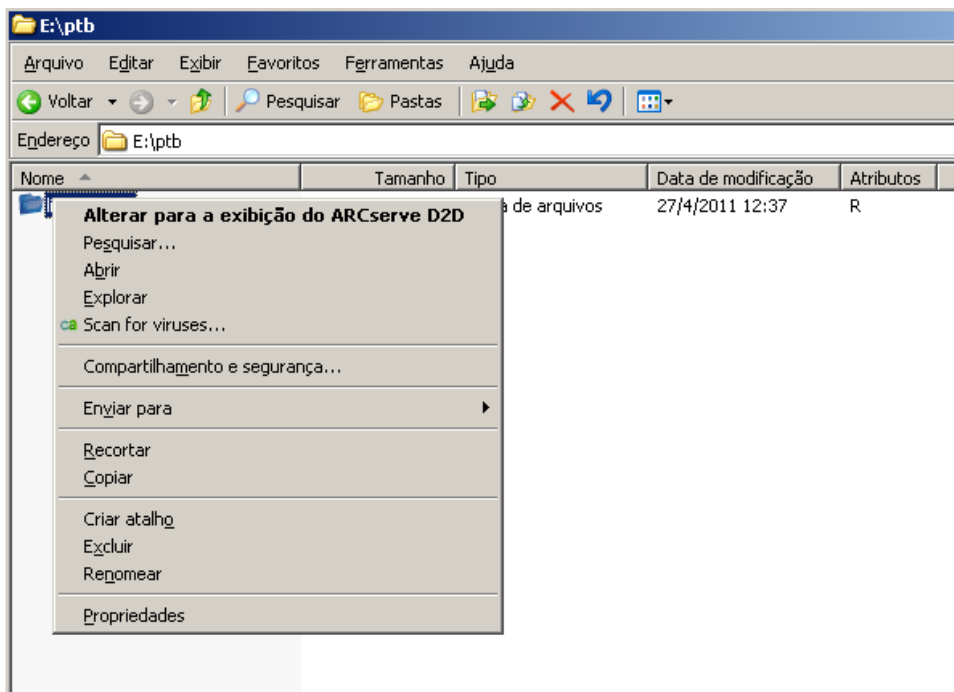 E:\ptb
Arquivo Editar Exibir Favoritos Ferramentas Ajuda
Voltar Pesquisar Pastas
Endereço E:\ptb
Nome Tamanho Tipo Data de modificação Atributos
de arquivos 27/4/2011 12:37 R
Alterar para a exibição do ARCserve D2D
Pesquisar...
Abrir
Explorar
ca Scan for viruses...
Compartilhamento e segurança...
Enviar para
Recortar
Copiar
Criar atalho
Excluir
Renomear
Propriedades